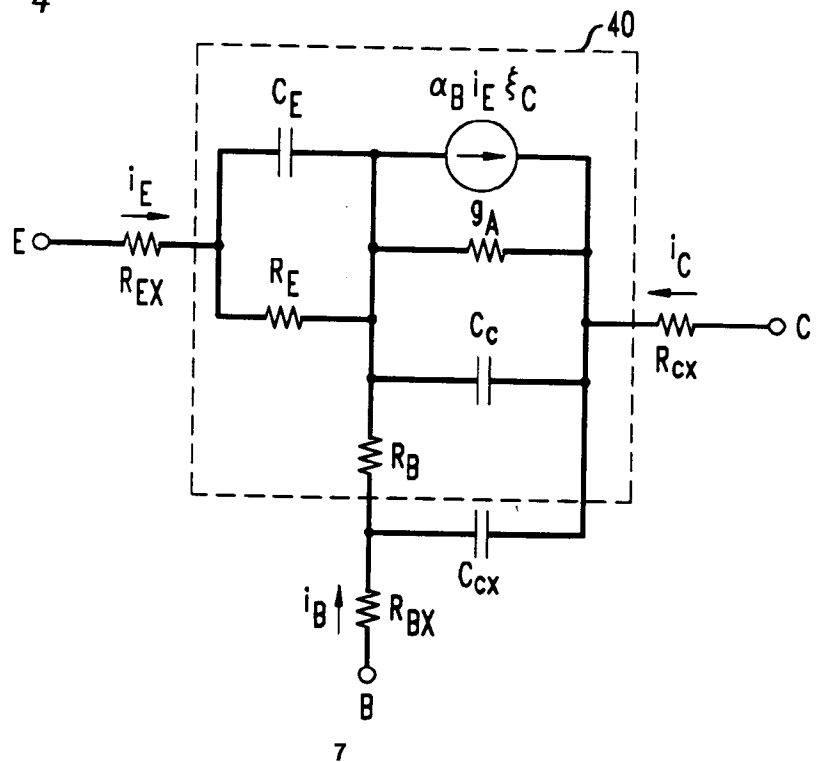 4
40
C_E
α_B i_E ξ_C
i_E
g_A
E
R_EX
R_E
i_C
C_c
C
R_cx
R_B
C_cx
i_B
R_BX
B
7